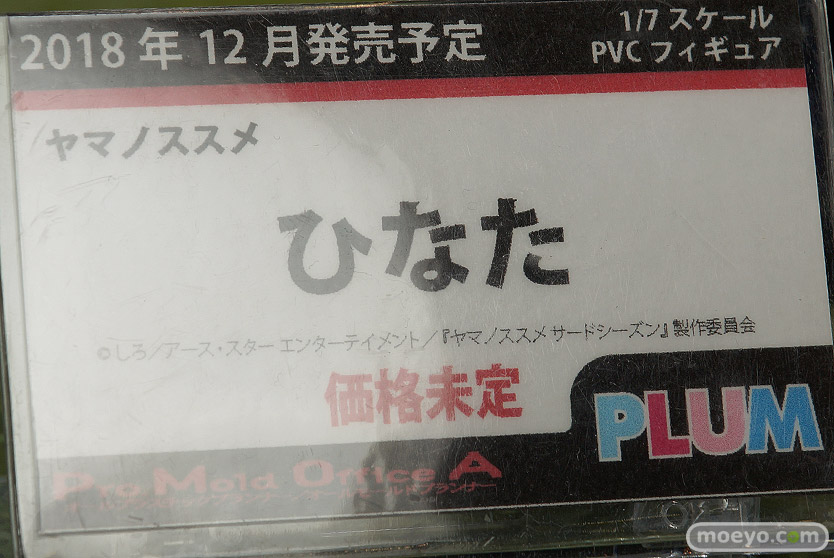 2018年12月発売予定
1/7スケール
PVCフィギュア
ヤマノススメ
ひなた
©しろ/アース・スター エンターテイメント/『ヤマノススメ サードシーズン』製作委員会
価格未定
PLUM
Pro Mold Office A
moeyo.com